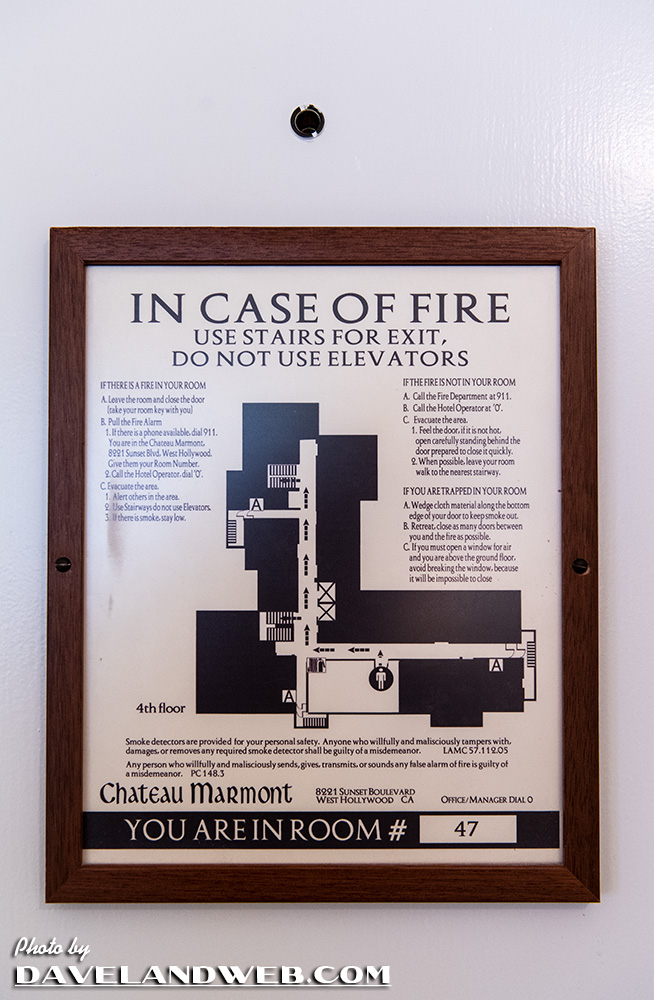 IN CASE OF FIRE
USE STAIRS FOR EXIT,
DO NOT USE ELEVATORS
IF THERE IS A FIRE IN YOUR ROOM
A. Leave the room and close the door
(take your room key with you)
B. Pull the Fire Alarm
1. If there is a phone available, dial 911.
You are in the Chateau Marmont,
8221 Sunset Blvd. West Hollywood.
Give them your Room Number.
2. Call the Hotel Operator, dial '0'.
C. Evacuate the area.
1. Alert others in the area.
2. Use Stairways do not use Elevators.
3. If there is smoke, stay low.
IF THE FIRE IS NOT IN YOUR ROOM
A. Call the Fire Department at 911.
B. Call the Hotel Operator at '0'.
C. Evacuate the area.
1. Feel the door, if it is not hot,
open carefully standing behind the
door prepared to close it quickly.
2. When possible, leave your room
walk to the nearest stairway.
IF YOU ARE TRAPPED IN YOUR ROOM
A. Wedge cloth material along the bottom
edge of your door to keep smoke out.
B. Retreat, close as many doors between
you and the fire as possible.
C. If you must open a window for air
and you are above the ground floor,
avoid breaking the window, because
it will be impossible to close
A
A
A
4th floor
Smoke detectors are provided for your personal safety. Anyone who willfully and malisciously tampers with,
damages, or removes any required smoke detector shall be guilty of a misdemeanor. LAMC 57.112.05
Any person who willfully and malisciously sends, gives, transmits, or sounds any false alarm of fire is guilty of
a misdemeanor. PC 148.3
Chateau Marmont
8221 Sunset Boulevard
West Hollywood CA
Office/Manager Dial 0
YOU ARE IN ROOM # 47
Photo by
DAVELANDWEB.COM